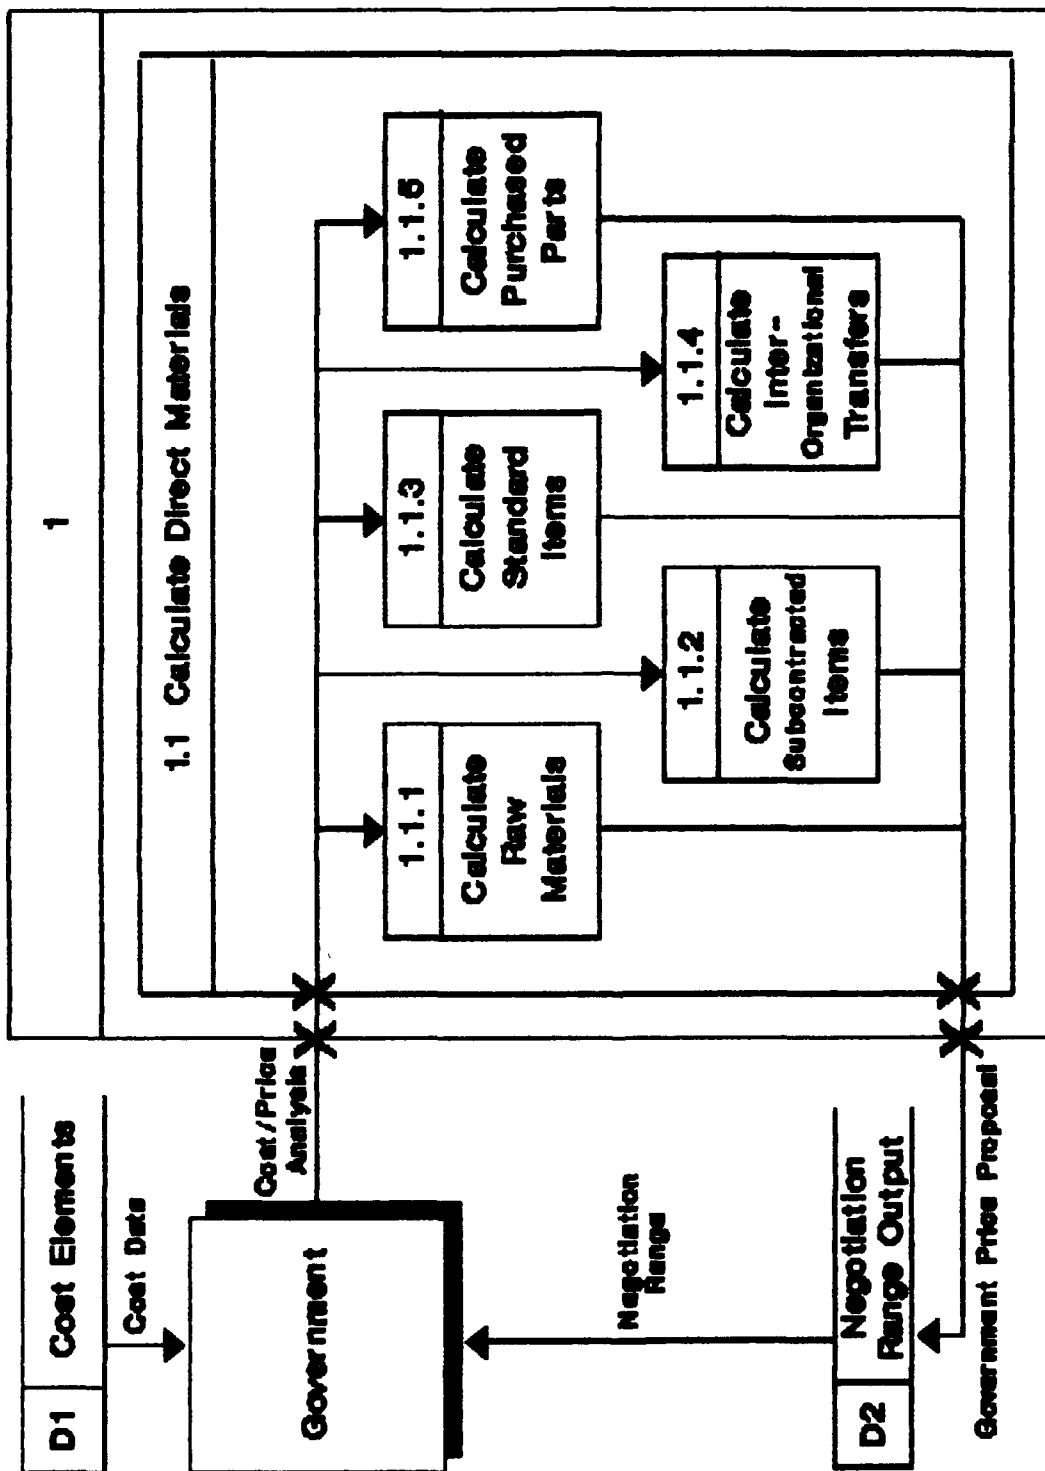 1
1.1 Calculate Direct Materials
D1
Cost Elements
Cost Data
Government
Cost/Price
Analysis
Negotiation
Range
D2
Negotiation
Range Output
Government Price Proposal
1.1.1
Calculate
Raw
Materials
1.1.2
Calculate
Subcontracted
Items
1.1.3
Calculate
Standard
Items
1.1.4
Calculate
Inter-
Organizational
Transfers
1.1.5
Calculate
Purchased
Parts